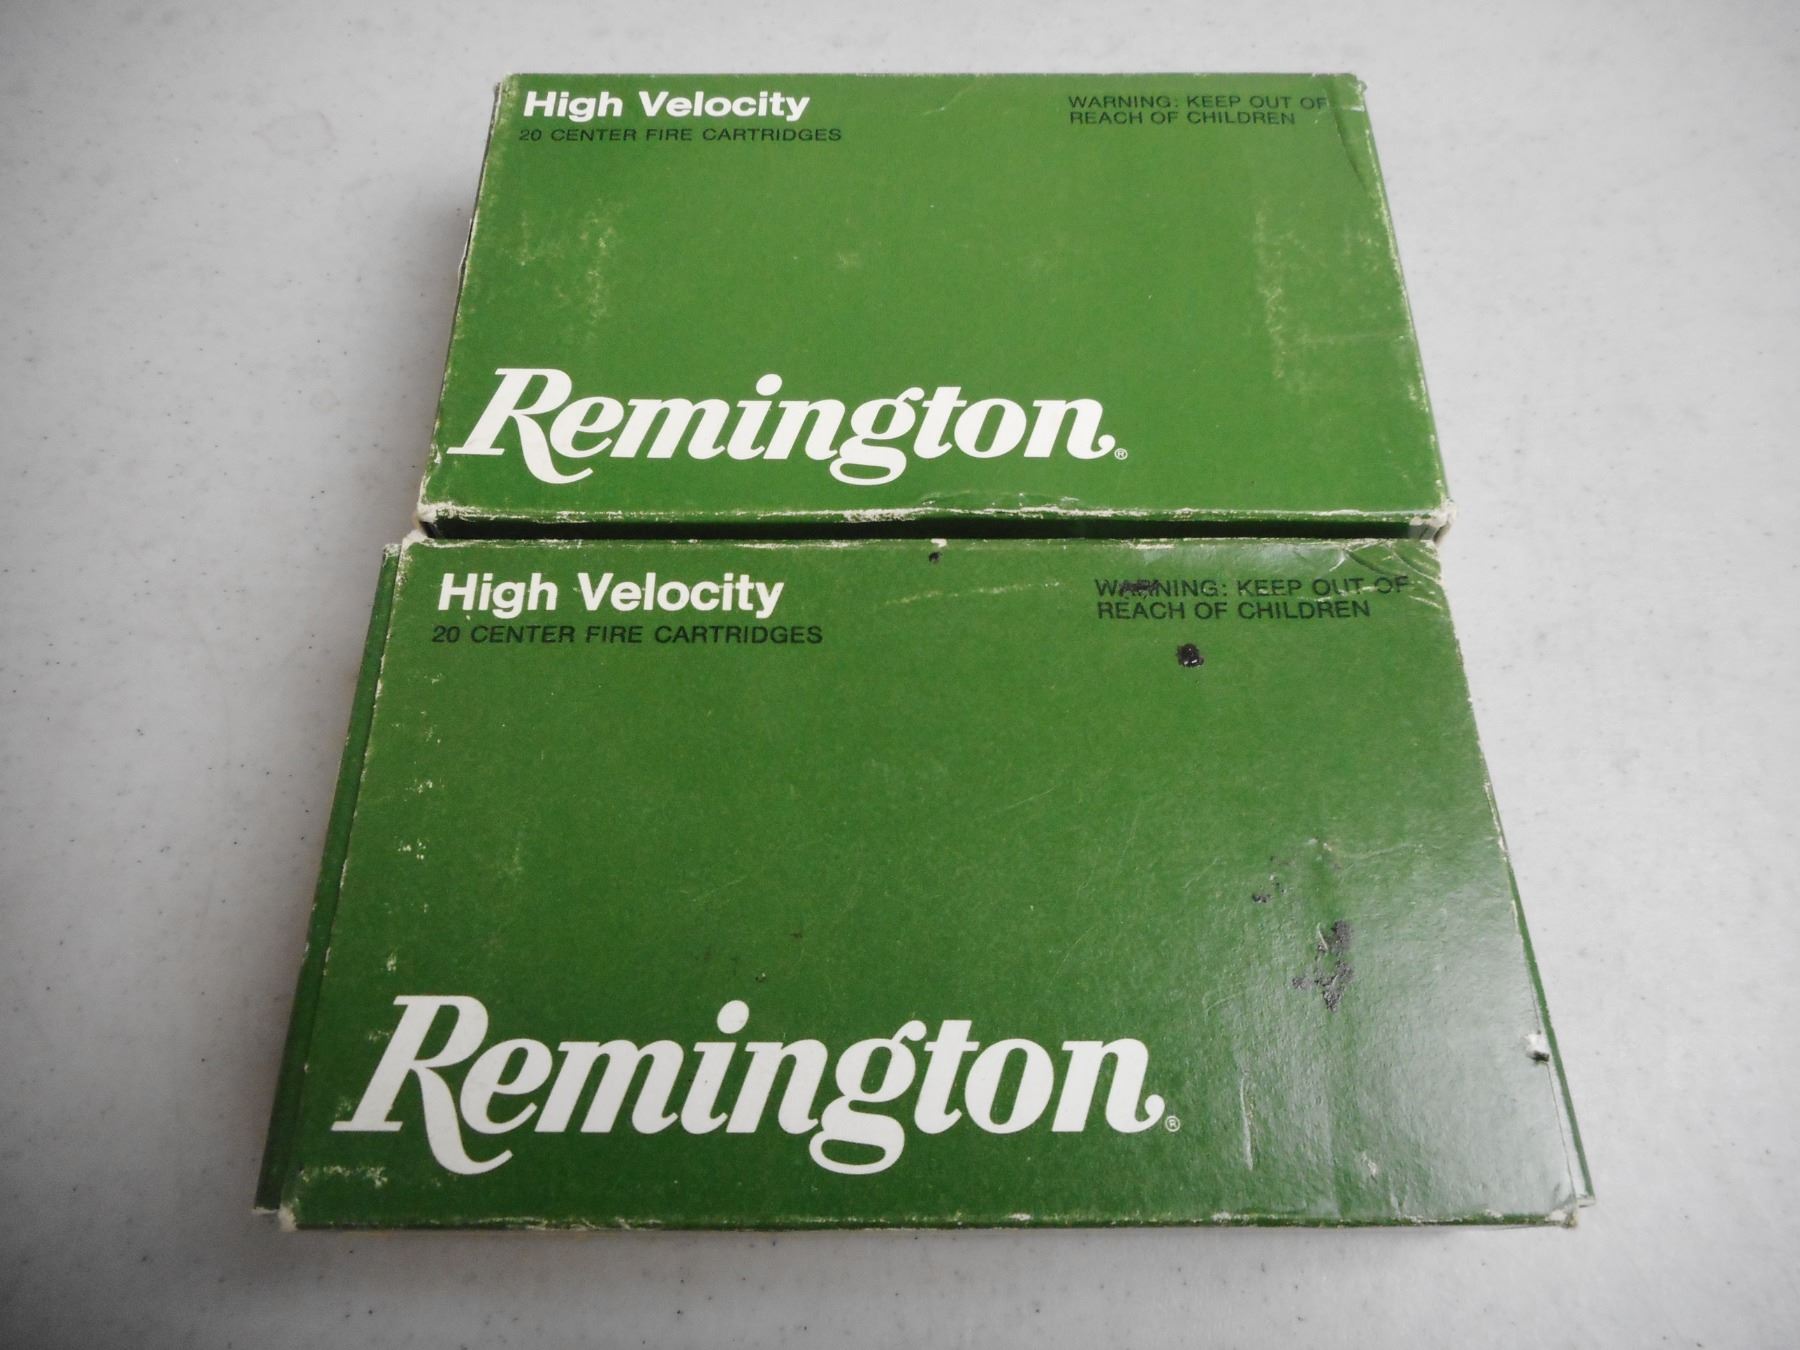 High Velocity
20 CENTER FIRE CARTRIDGES
WARNING: KEEP OUT OF
REACH OF CHILDREN
Remington®
High Velocity
20 CENTER FIRE CARTRIDGES
WARNING: KEEP OUT OF
REACH OF CHILDREN
Remington®